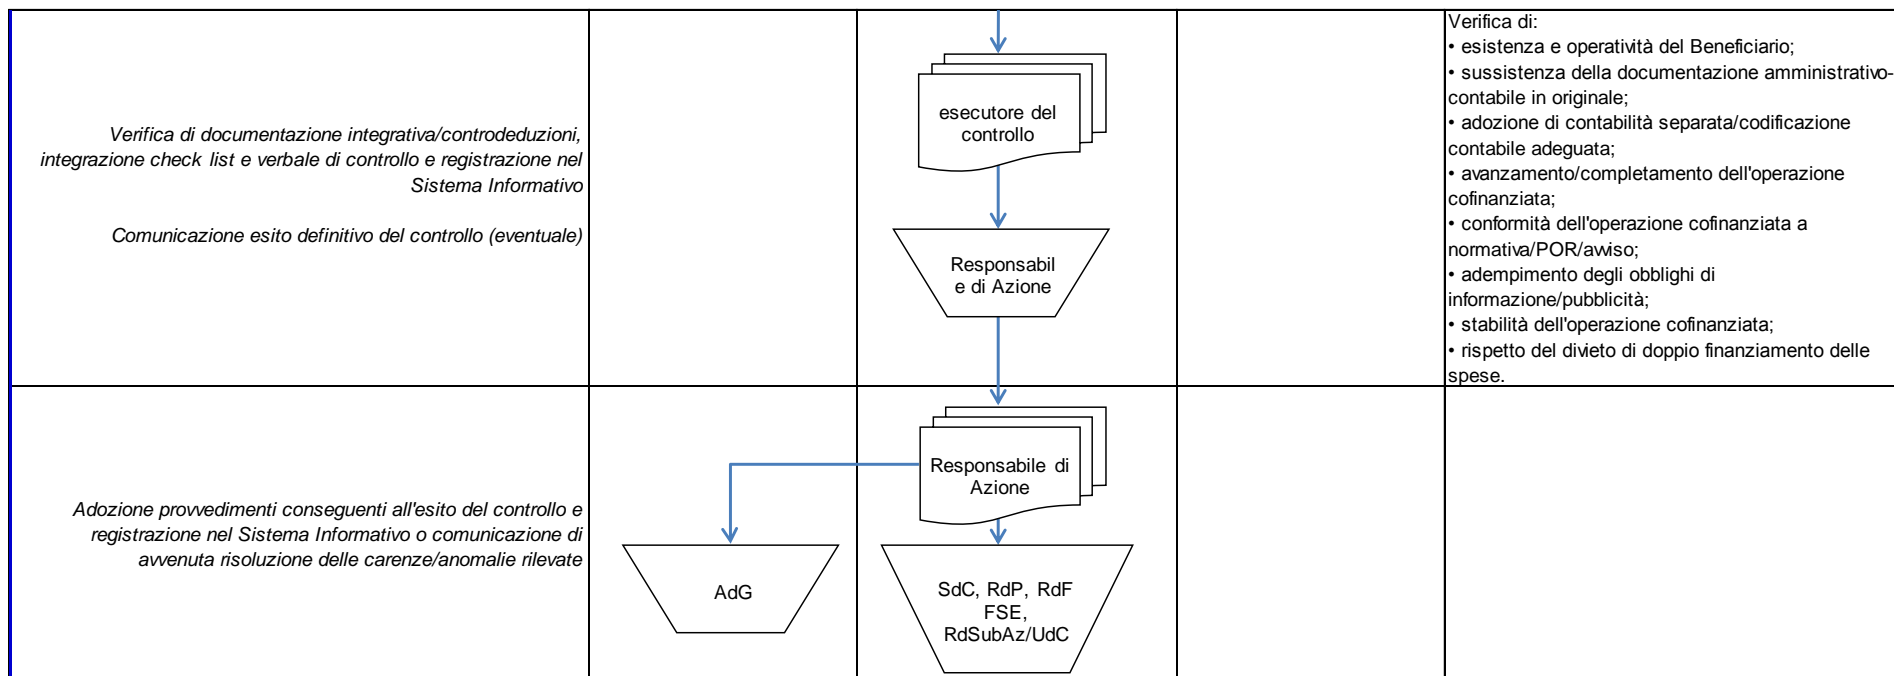 Verifica di documentazione integrativa/controdeduzioni,
integrazione check list e verbale di controllo e registrazione nel
Sistema Informativo
Comunicazione esito definitivo del controllo (eventuale)
esecutore del
controllo
Responsabil
e di Azione
Verifica di:
• esistenza e operatività del Beneficiario;
• sussistenza della documentazione amministrativo-
contabile in originale;
• adozione di contabilità separata/codificazione
contabile adeguata;
• avanzamento/completamento dell'operazione
cofinanziata;
• conformità dell'operazione cofinanziata a
normativa/POR/avviso;
• adempimento degli obblighi di
informazione/pubblicità;
• stabilità dell'operazione cofinanziata;
• rispetto del divieto di doppio finanziamento delle
spese.
Adozione provvedimenti conseguenti all'esito del controllo e
registrazione nel Sistema Informativo o comunicazione di
avvenuta risoluzione delle carenze/anomalie rilevate
Responsabile di
Azione
AdG
SdC, RdP, RdF
FSE,
RdSubAz/UdC